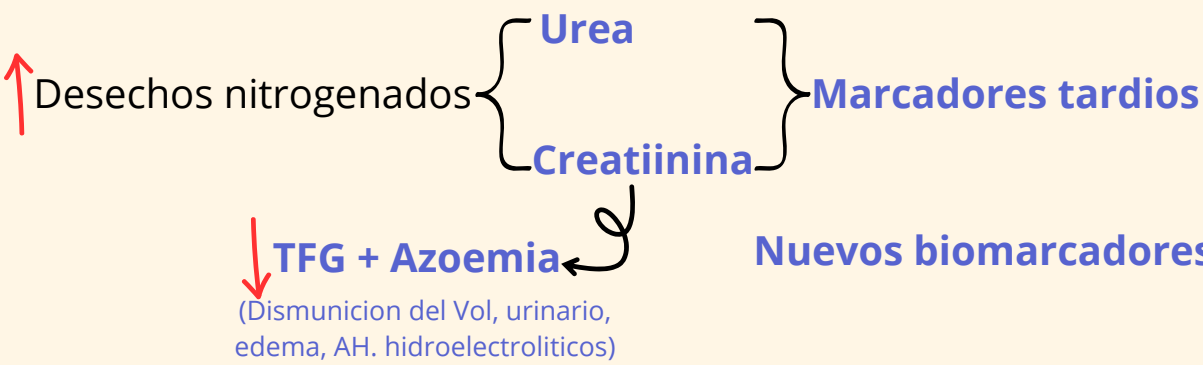 Urea
Desechos nitrogenados
Marcadores tardios
Creatiinina
TFG + Azoemia
Nuevos biomarcadores
(Dismunicion del Vol, urinario,
edema, AH. hidroelectroliticos)